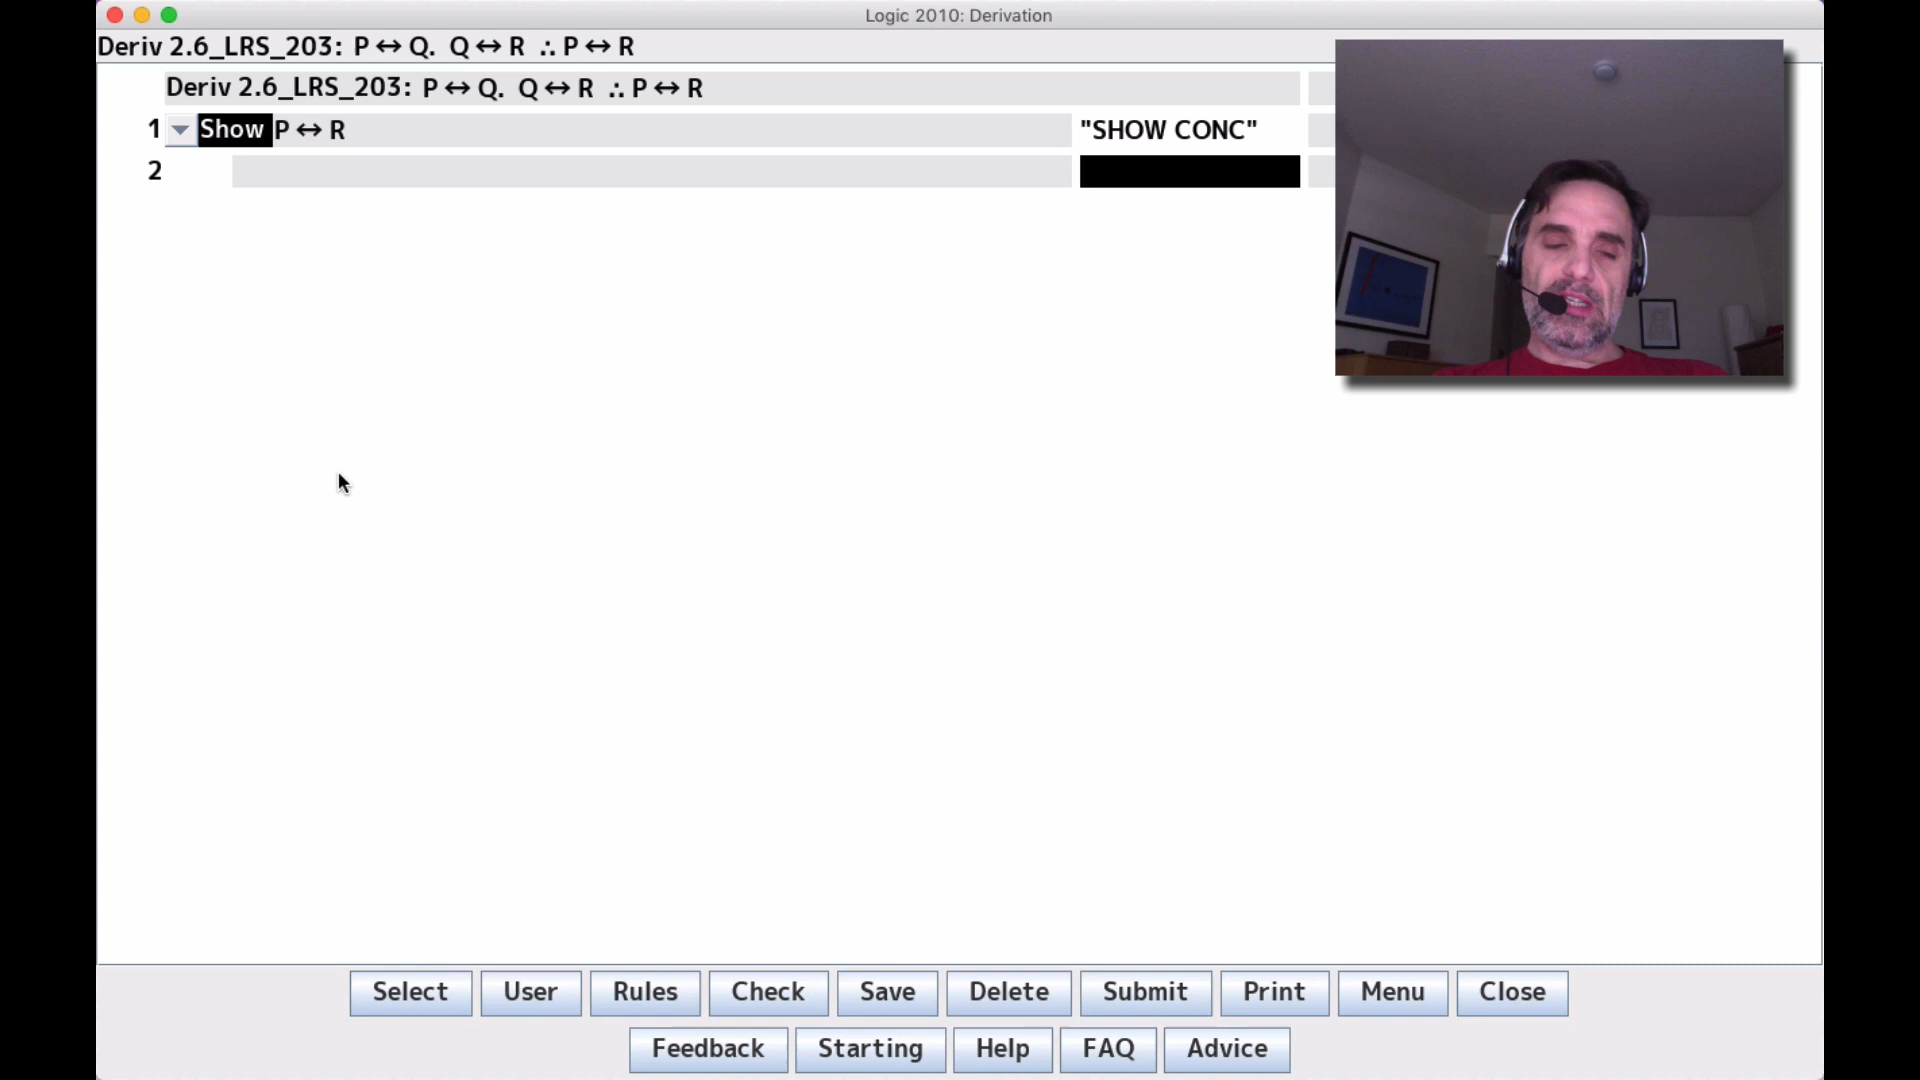 Logic 2010: Derivation
Deriv 2.6_LRS_203: P ↔ Q. Q ↔ R ∴ P ↔ R
Deriv 2.6_LRS_203: P ↔ Q. Q ↔ R ∴ P ↔ R
1 Show P ↔ R "SHOW CONC"
2
Select User Rules Check Save Delete Submit Print Menu Close
Feedback Starting Help FAQ Advice